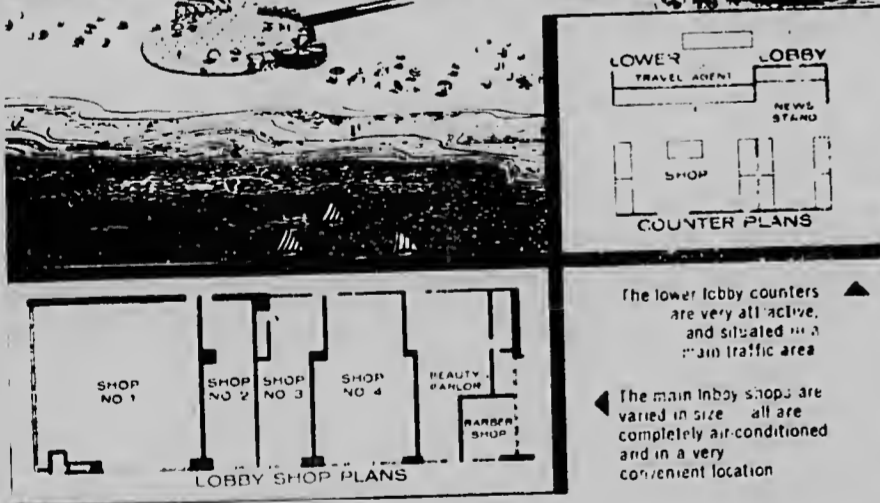 LOWER LOBBY
TRAVEL AGENT
NEWS
STAND
SHOP
COUNTER PLANS
The lower lobby counters
are very attractive,
and situated in a
main traffic area
SHOP
NO 1
SHOP
NO 2
SHOP
NO 3
SHOP
NO 4
BEAUTY
PARLOR
BARBER
SHOP
LOBBY SHOP PLANS
The main lobby shops are
varied in size all are
completely air-conditioned
and in a very
convenient location